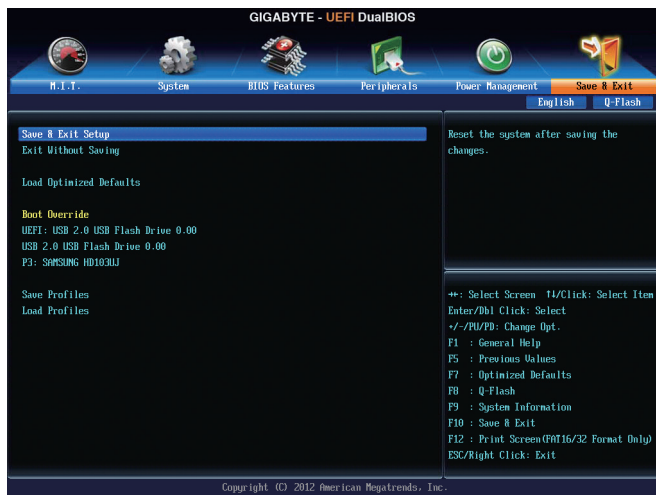 GIGABYTE - UEFI DualBIOS
M.I.T. System BIOS Features Peripherals Power Management Save & Exit
English Q-Flash
Save & Exit Setup
Exit Without Saving
Load Optimized Defaults
Boot Override
UEFI: USB 2.0 USB Flash Drive 0.00
USB 2.0 USB Flash Drive 0.00
P3: SAMSUNG HD103UJ
Save Profiles
Load Profiles
Reset the system after saving the
changes.
→←: Select Screen ↑↓/Click: Select Item
Enter/Dbl Click: Select
+/-/PU/PD: Change Opt.
F1 : General Help
F5 : Previous Values
F7 : Optimized Defaults
F8 : Q-Flash
F9 : System Information
F10 : Save & Exit
F12 : Print Screen(FAT16/32 Format Only)
ESC/Right Click: Exit
Copyright (C) 2012 American Megatrends, Inc.